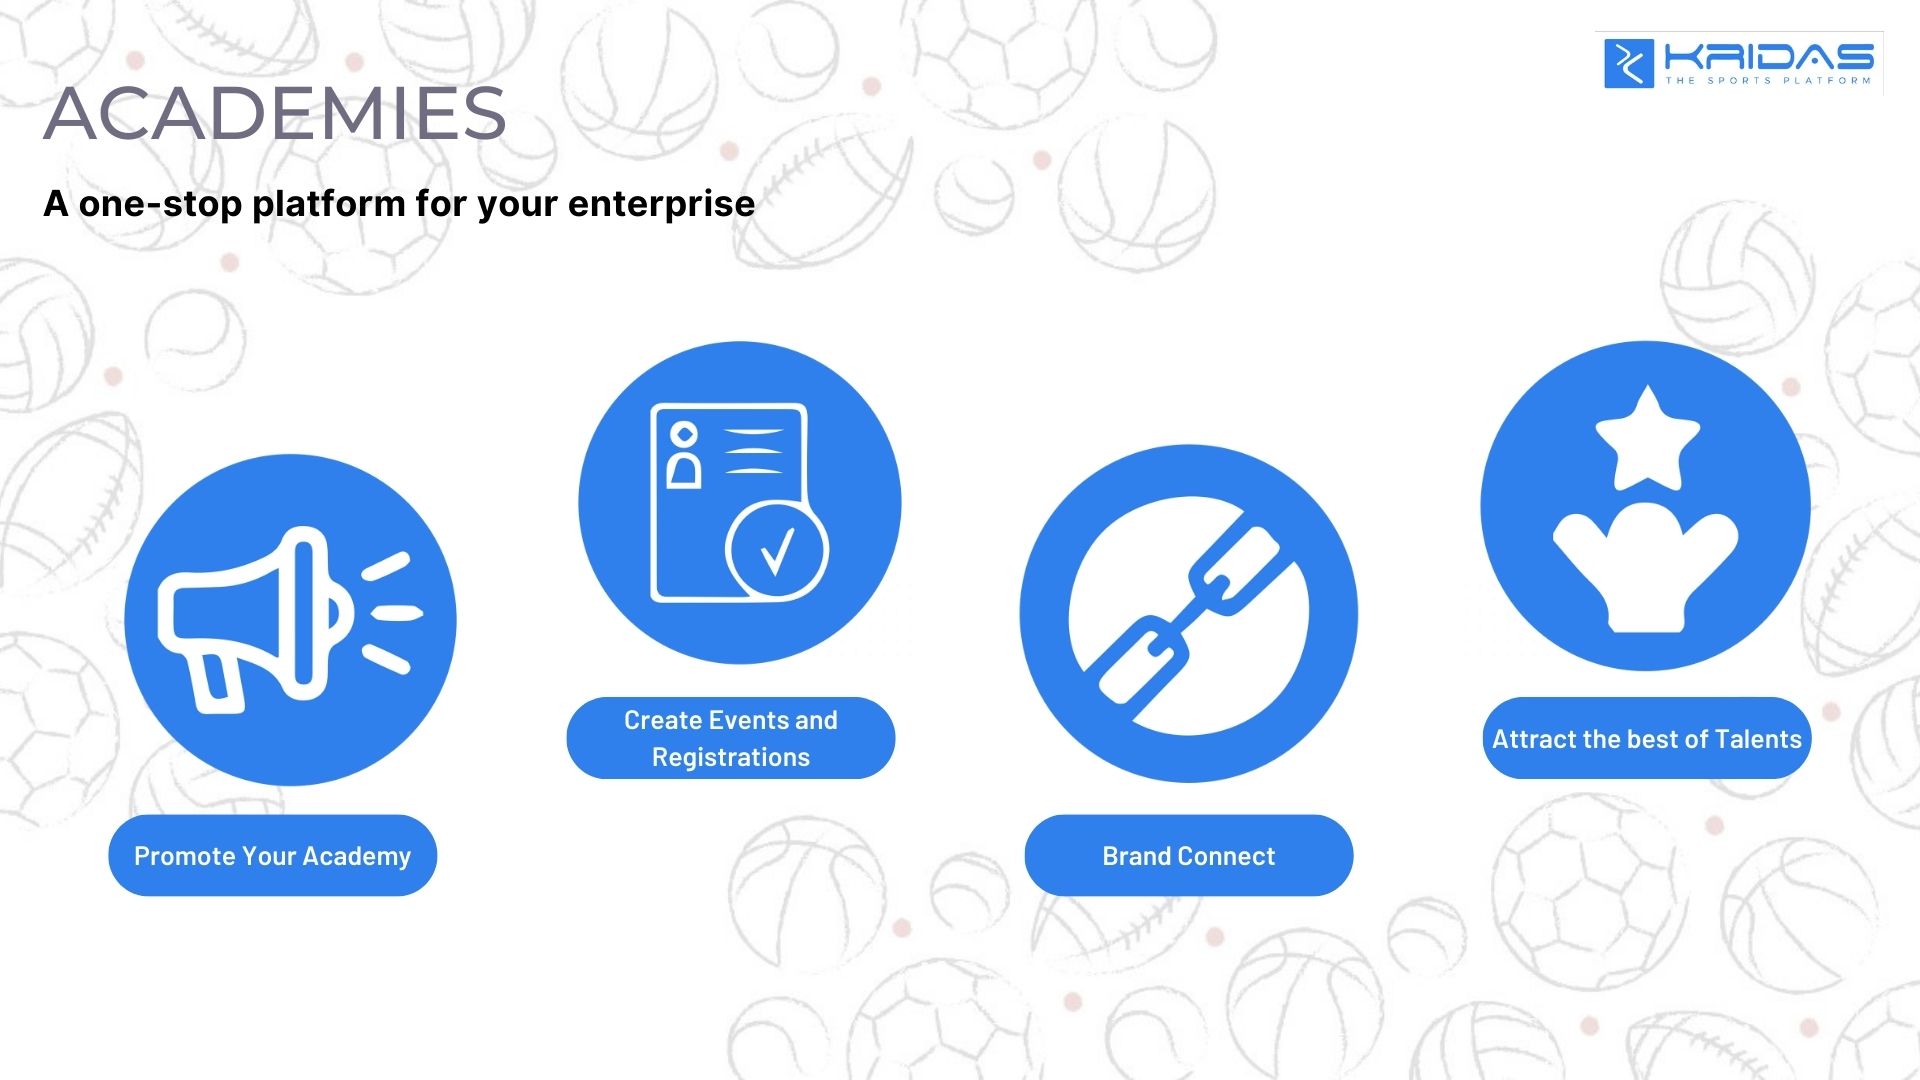 KRIDAS
THE SPORTS PLATFORM
ACADEMIES
A one-stop platform for your enterprise
Create Events and
Registrations
Attract the best of Talents
Promote Your Academy
Brand Connect